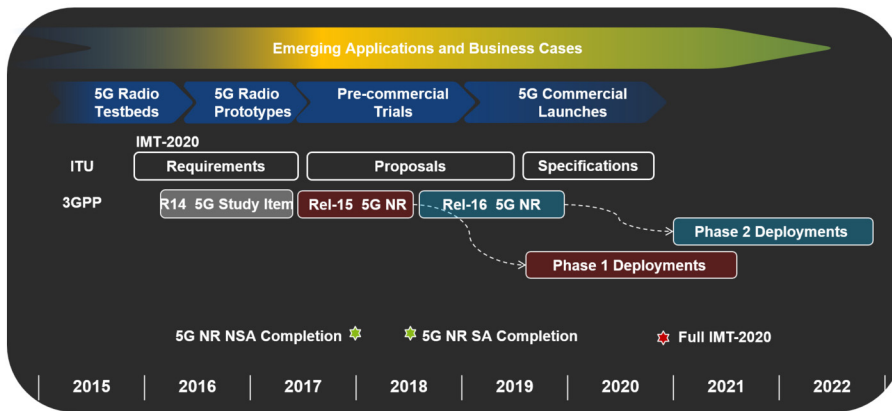 Emerging Applications and Business Cases
5G Radio
Testbeds
5G Radio
Prototypes
Pre-commercial
Trials
5G Commercial
Launches
IMT-2020
ITU
Requirements
Proposals
Specifications
3GPP
R14 5G Study Item
Rel-15 5G NR
Rel-16 5G NR
Phase 2 Deployments
Phase 1 Deployments
5G NR NSA Completion
5G NR SA Completion
Full IMT-2020
2015
2016
2017
2018
2019
2020
2021
2022